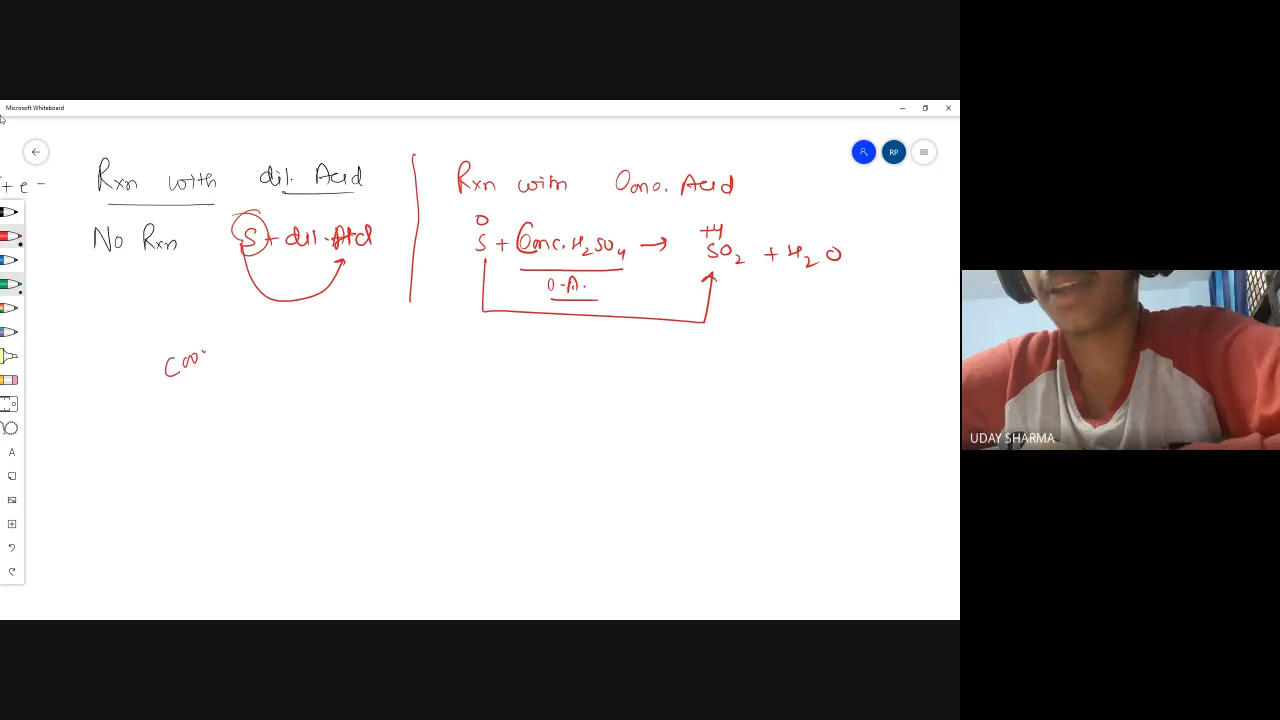 Microsoft Whiteboard
RP
+ e -
Rxn with dil. Acid
No Rxn S + dil. Acid
Rxn with Conc. Acid
0 +4
S + Conc. H2SO4 → SO2 + H2O
O.A.
UDAY SHARMA
A